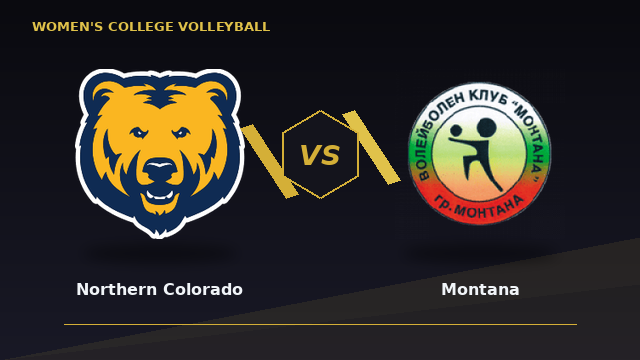 WOMEN'S COLLEGE VOLLEYBALL
VS
ВОЛЕЙБОЛЕН КЛУБ "МОНТАНА"
гр. МОНТАНА
Northern Colorado
Montana